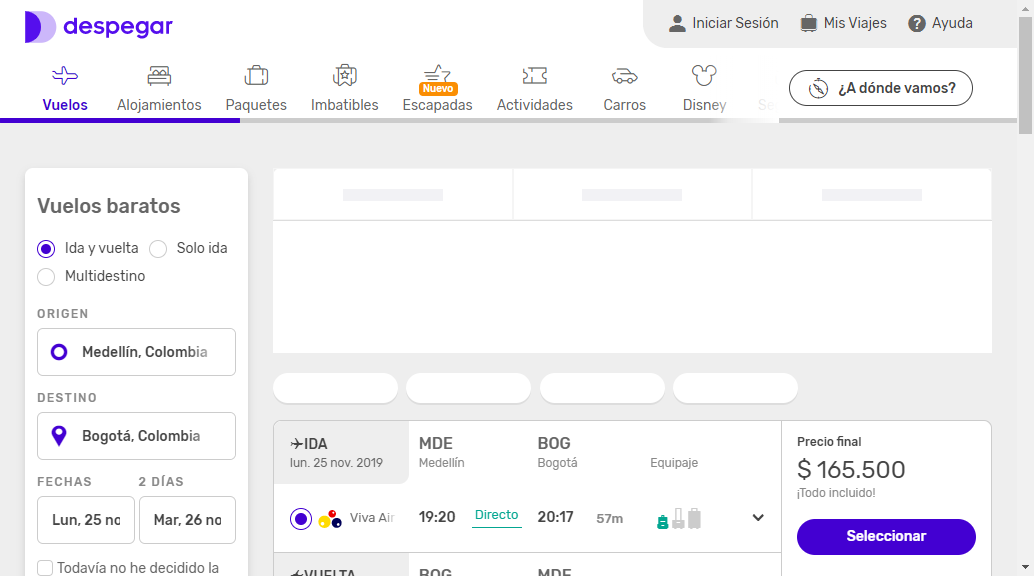 despegar
Iniciar Sesión
Mis Viajes
Ayuda
Vuelos
Alojamientos
Paquetes
Imbatibles
Nuevo
Escapadas
Actividades
Carros
Disney
¿A dónde vamos?
Vuelos baratos
Ida y vuelta
Solo ida
Multidestino
ORIGEN
Medellín, Colombia
DESTINO
Bogotá, Colombia
FECHAS
2 DÍAS
Lun, 25 no
Mar, 26 no
Todavía no he decidido la
IDA
lun. 25 nov. 2019
MDE
Medellín
BOG
Bogotá
Equipaje
Viva Air
19:20
Directo
20:17
57m
Precio final
$ 165.500
¡Todo incluido!
Seleccionar
VUELTA
BOG
MDE